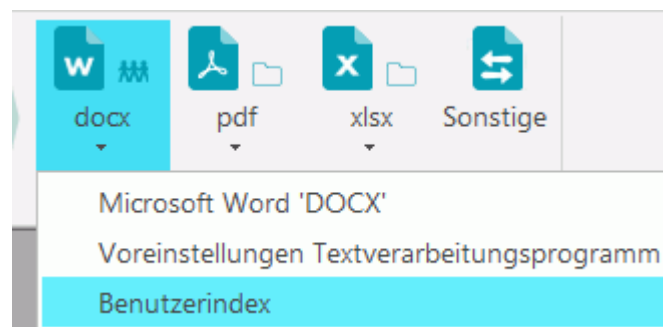 W
X
docx pdf xlsx Sonstige
Microsoft Word 'DOCX'
Voreinstellungen Textverarbeitungsprogramm
Benutzerindex